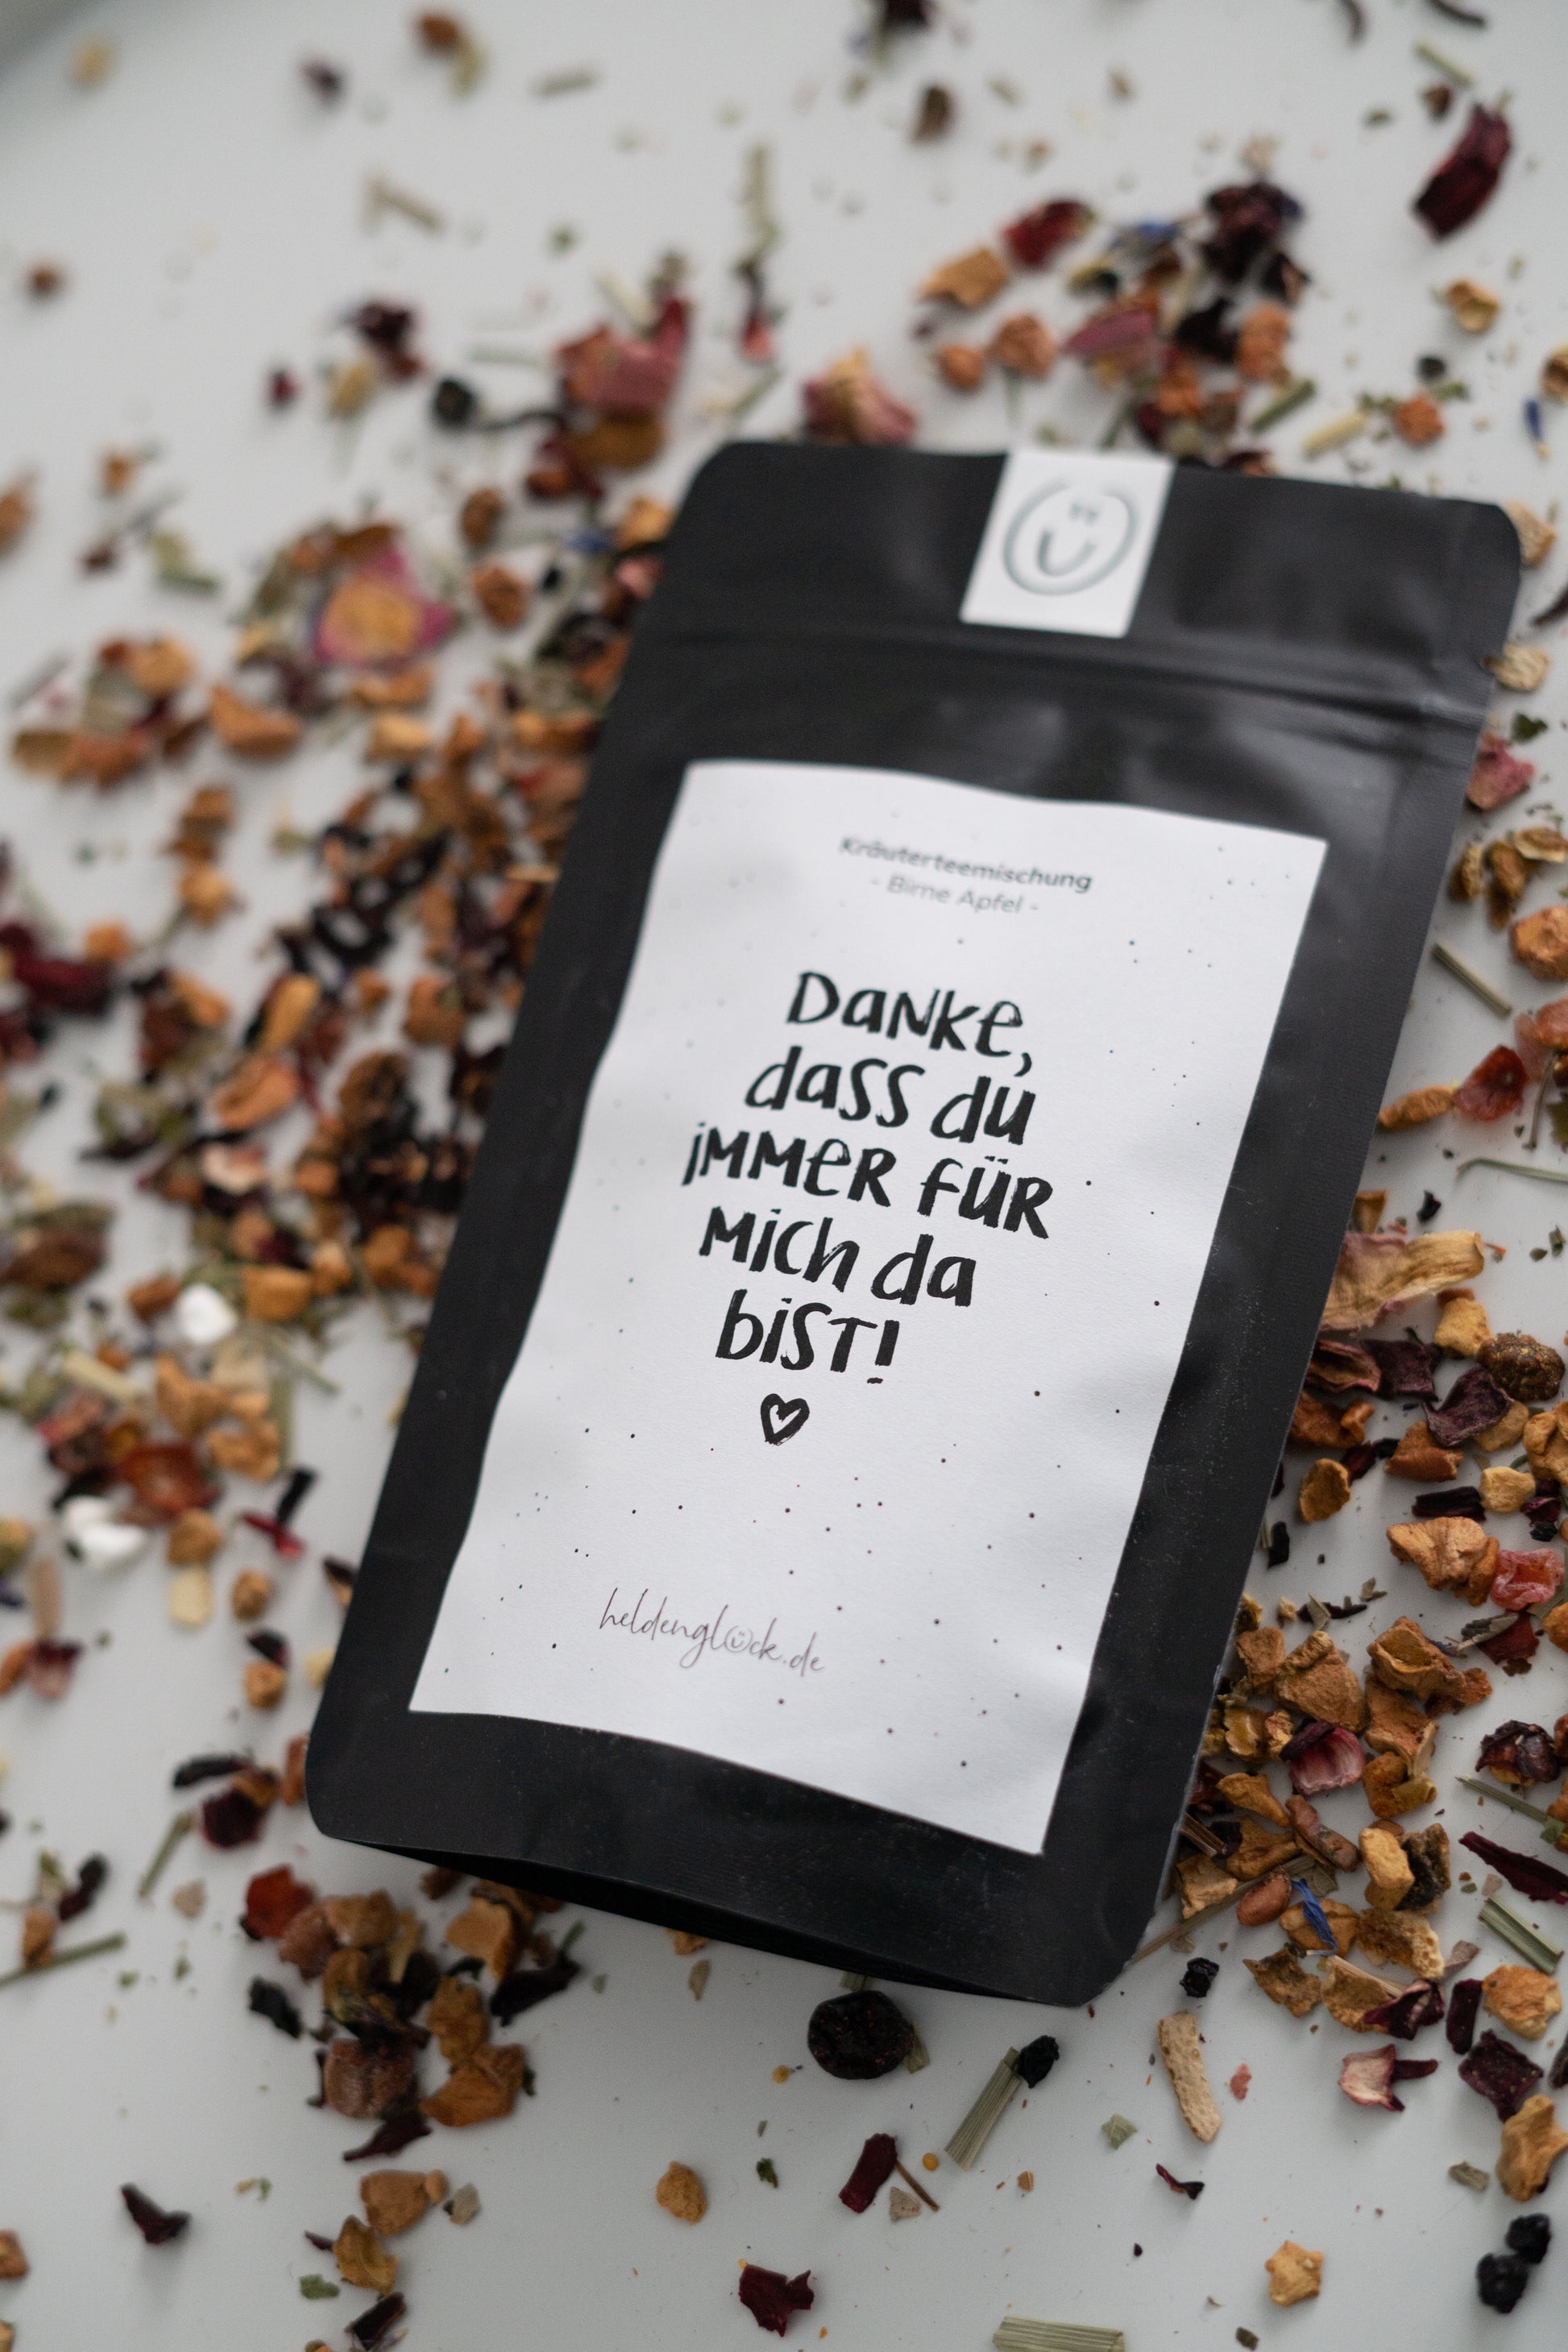 Kräuterteemischung
- Birne Apfel -
Danke,
dass du
immer für
mich da
bist!
heldenglück.de